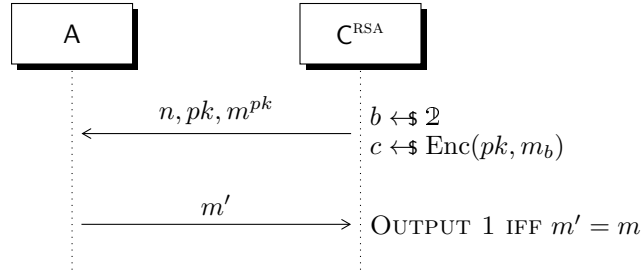 A
C^RSA
n, pk, m^pk
b ←$ 2
c ←$ Enc(pk, m_b)
m′
OUTPUT 1 IFF m′ = m